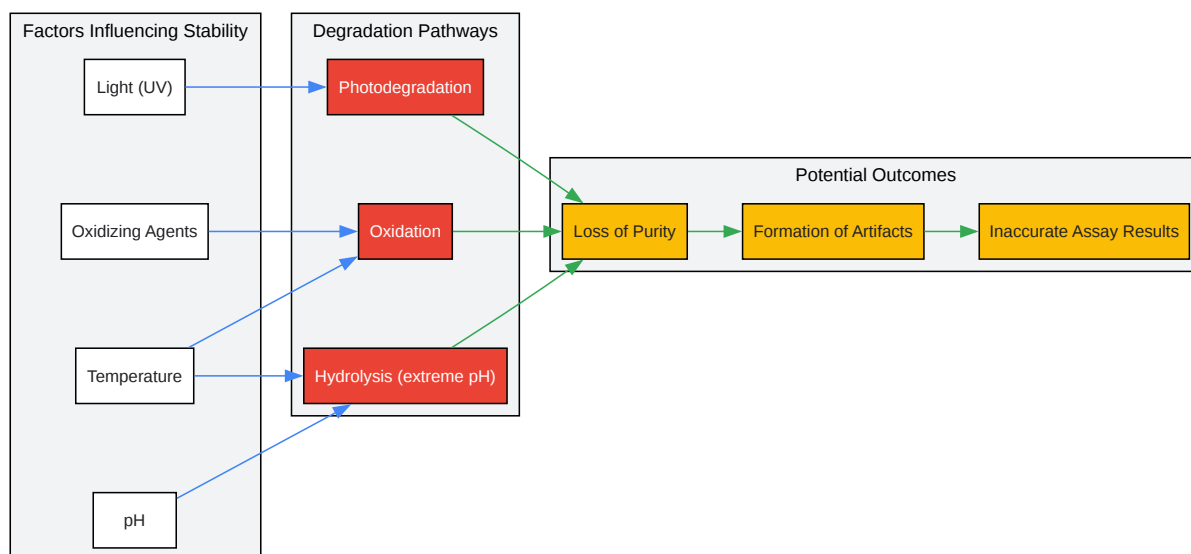 Factors Influencing Stability
Light (UV)
Oxidizing Agents
Temperature
pH
Degradation Pathways
Photodegradation
Oxidation
Hydrolysis (extreme pH)
Potential Outcomes
Loss of Purity
Formation of Artifacts
Inaccurate Assay Results